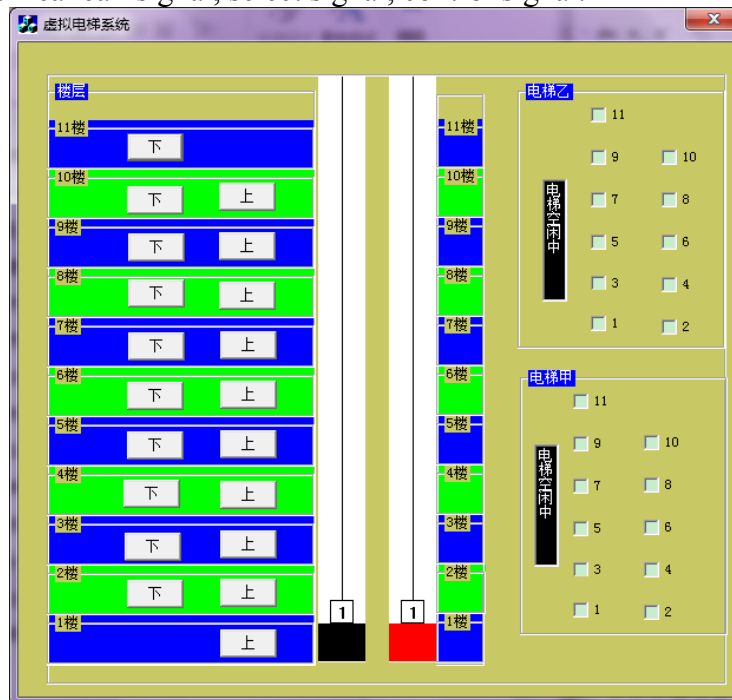 虚拟电梯系统
楼层
11楼
下
10楼
下 上
9楼
下 上
8楼
下 上
7楼
下 上
6楼
下 上
5楼
下 上
4楼
下 上
3楼
下 上
2楼
下 上
1楼
上
1
1
11楼
10楼
9楼
8楼
7楼
6楼
5楼
4楼
3楼
2楼
1楼
电梯乙
电梯空闲中
11
9 10
7 8
5 6
3 4
1 2
电梯甲
电梯空闲中
11
9 10
7 8
5 6
3 4
1 2